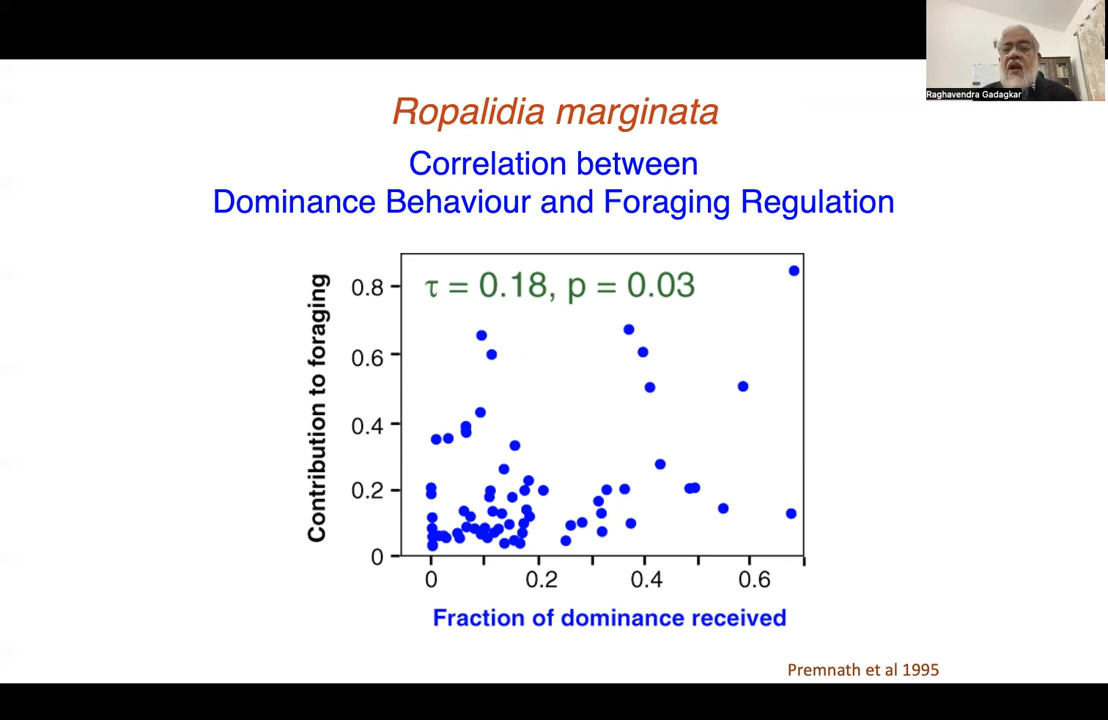 Raghavendra Gadagkar
Ropalidia marginata
Correlation between
Dominance Behaviour and Foraging Regulation
τ = 0.18, p = 0.03
Contribution to foraging
0.8
0.6
0.4
0.2
0
0 0.2 0.4 0.6
Fraction of dominance received
Premnath et al 1995